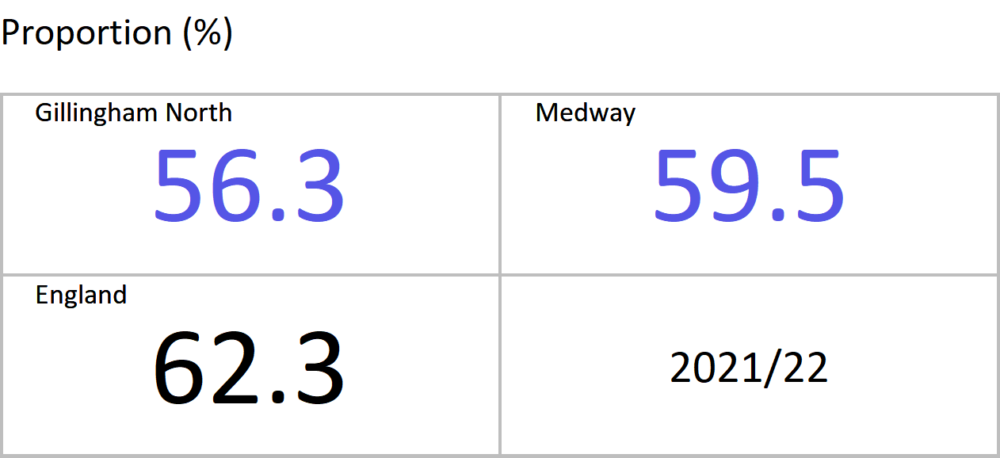 Proportion (%)
Gillingham North
56.3
Medway
59.5
England
62.3
2021/22